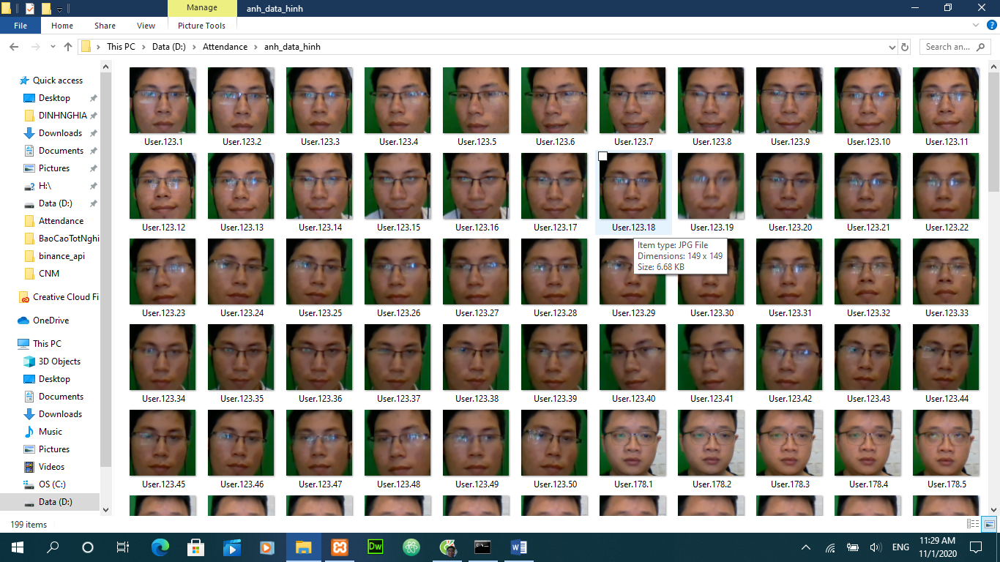 Manage
anh_data_hinh
File
Home
Share
View
Picture Tools
This PC
Data (D:)
Attendance
anh_data_hinh
Search an...
Quick access
Desktop
DINHNGHIA
Downloads
Documents
Pictures
H:\
Data (D:)
Attendance
BaoCaoTotNghi
binance_api
CNM
Creative Cloud Fi
OneDrive
This PC
3D Objects
Desktop
Documents
Downloads
Music
Pictures
Videos
OS (C:)
Data (D:)
User.123.1 User.123.2 User.123.3 User.123.4 User.123.5 User.123.6 User.123.7 User.123.8 User.123.9 User.123.10 User.123.11
User.123.12 User.123.13 User.123.14 User.123.15 User.123.16 User.123.17 User.123.18 User.123.19 User.123.20 User.123.21 User.123.22
Item type: JPG File
Dimensions: 149 x 149
Size: 6.68 KB
User.123.23 User.123.24 User.123.25 User.123.26 User.123.27 User.123.28 User.123.29 User.123.30 User.123.31 User.123.32 User.123.33
User.123.34 User.123.35 User.123.36 User.123.37 User.123.38 User.123.39 User.123.40 User.123.41 User.123.42 User.123.43 User.123.44
User.123.45 User.123.46 User.123.47 User.123.48 User.123.49 User.123.50 User.178.1 User.178.2 User.178.3 User.178.4 User.178.5
199 items
Dw
ENG
11:29 AM
11/1/2020